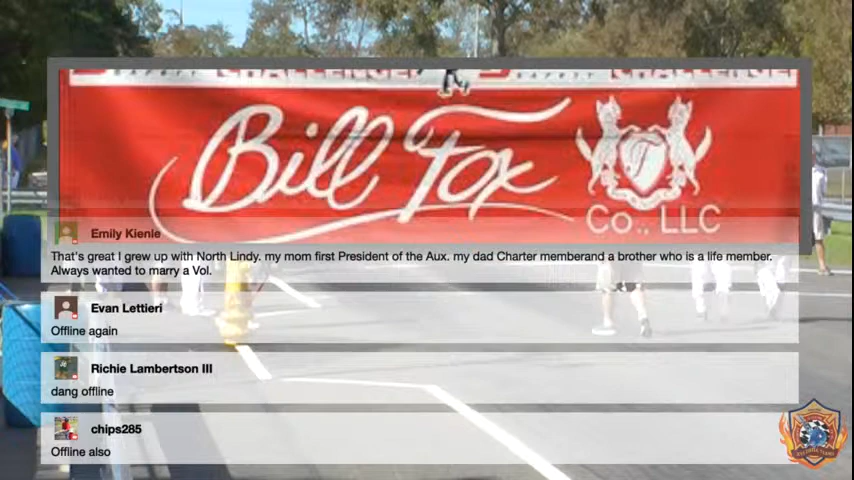 CHALLENGE
CHALLENGE
Bill Fox
Co., LLC
Emily Kienle
That's great I grew up with North Lindy. my mom first President of the Aux. my dad Charter memberand a brother who is a life member.
Always wanted to marry a Vol.
Evan Lettieri
Offline again
Richie Lambertson III
dang offline
chips285
Offline also